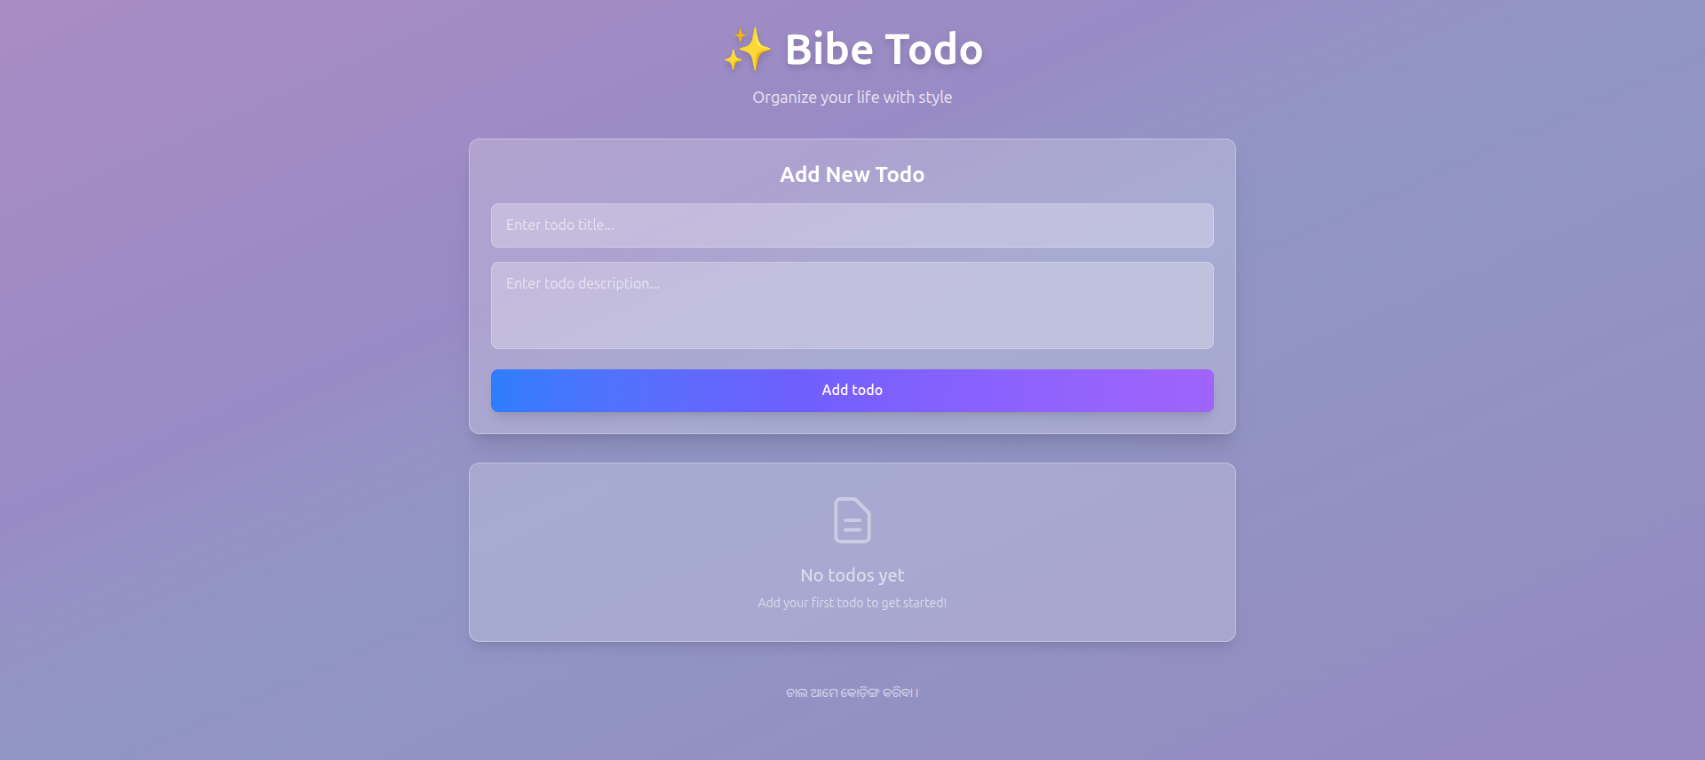 ✨ Bibe Todo
Organize your life with style
Add New Todo
Enter todo title...
Enter todo description...
Add todo
No todos yet
Add your first todo to get started!
ଚାଲ ଆମେ କୋଡ଼ିଙ୍ଗ କରିବା ।